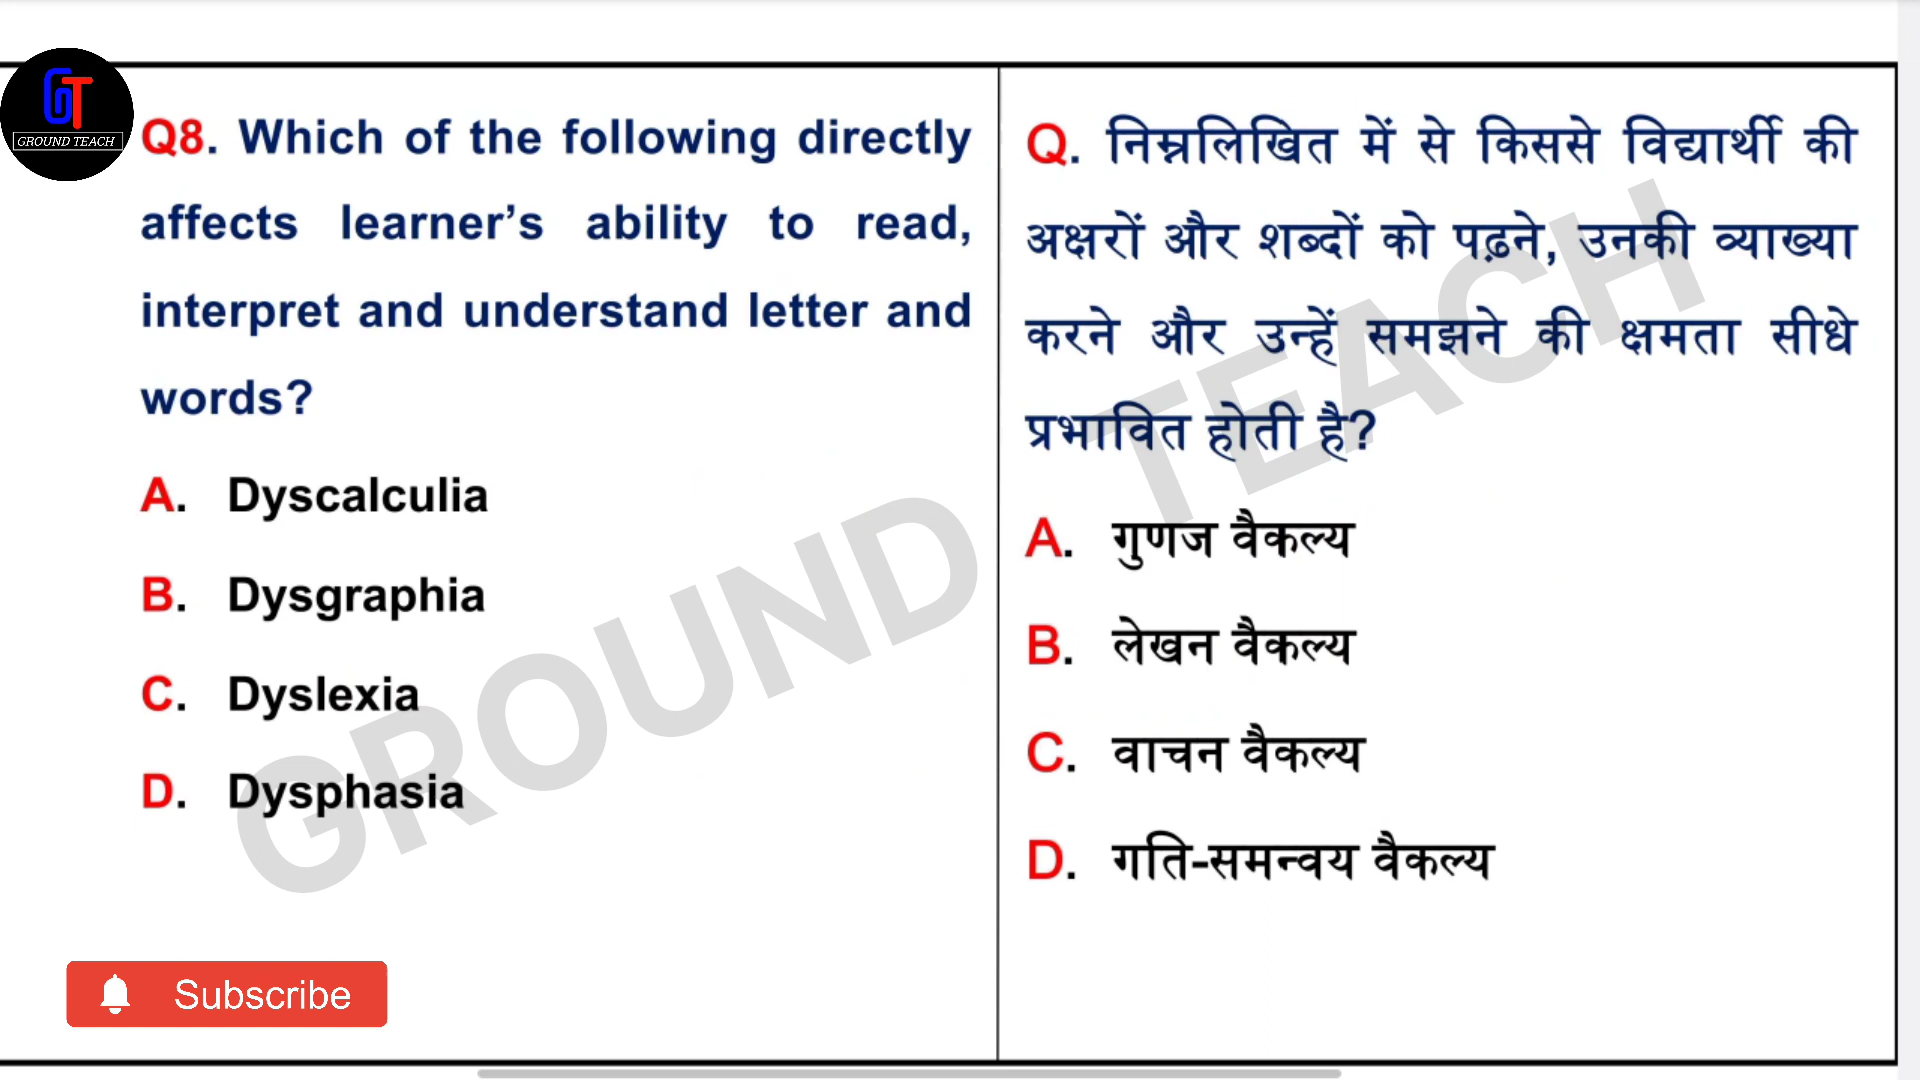 GT
GROUND TEACH
Q8. Which of the following directly
affects learner’s ability to read,
interpret and understand letter and
words?
A. Dyscalculia
B. Dysgraphia
C. Dyslexia
D. Dysphasia
Subscribe
Q. निम्नलिखित में से किससे विद्यार्थी की
अक्षरों और शब्दों को पढ़ने, उनकी व्याख्या
करने और उन्हें समझने की क्षमता सीधे
प्रभावित होती है?
A. गुणज वैकल्य
B. लेखन वैकल्य
C. वाचन वैकल्य
D. गति-समन्वय वैकल्य
GROUND TEACH